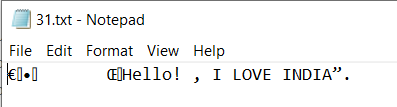 31.txt - Notepad
File Edit Format View Help
€▯•▯ Œ▯Hello! , I LOVE INDIA”.